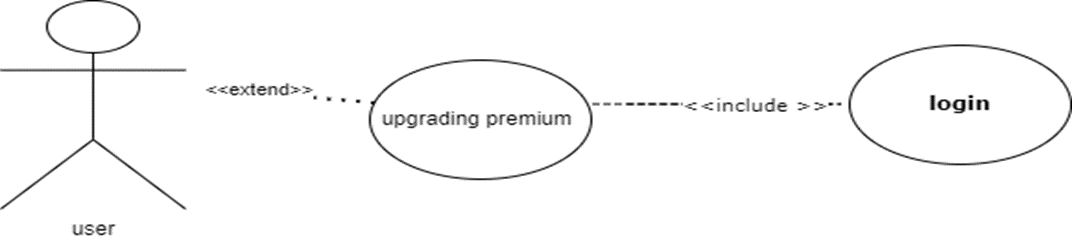 <<extend>>
upgrading premium
<<include >>
login
user